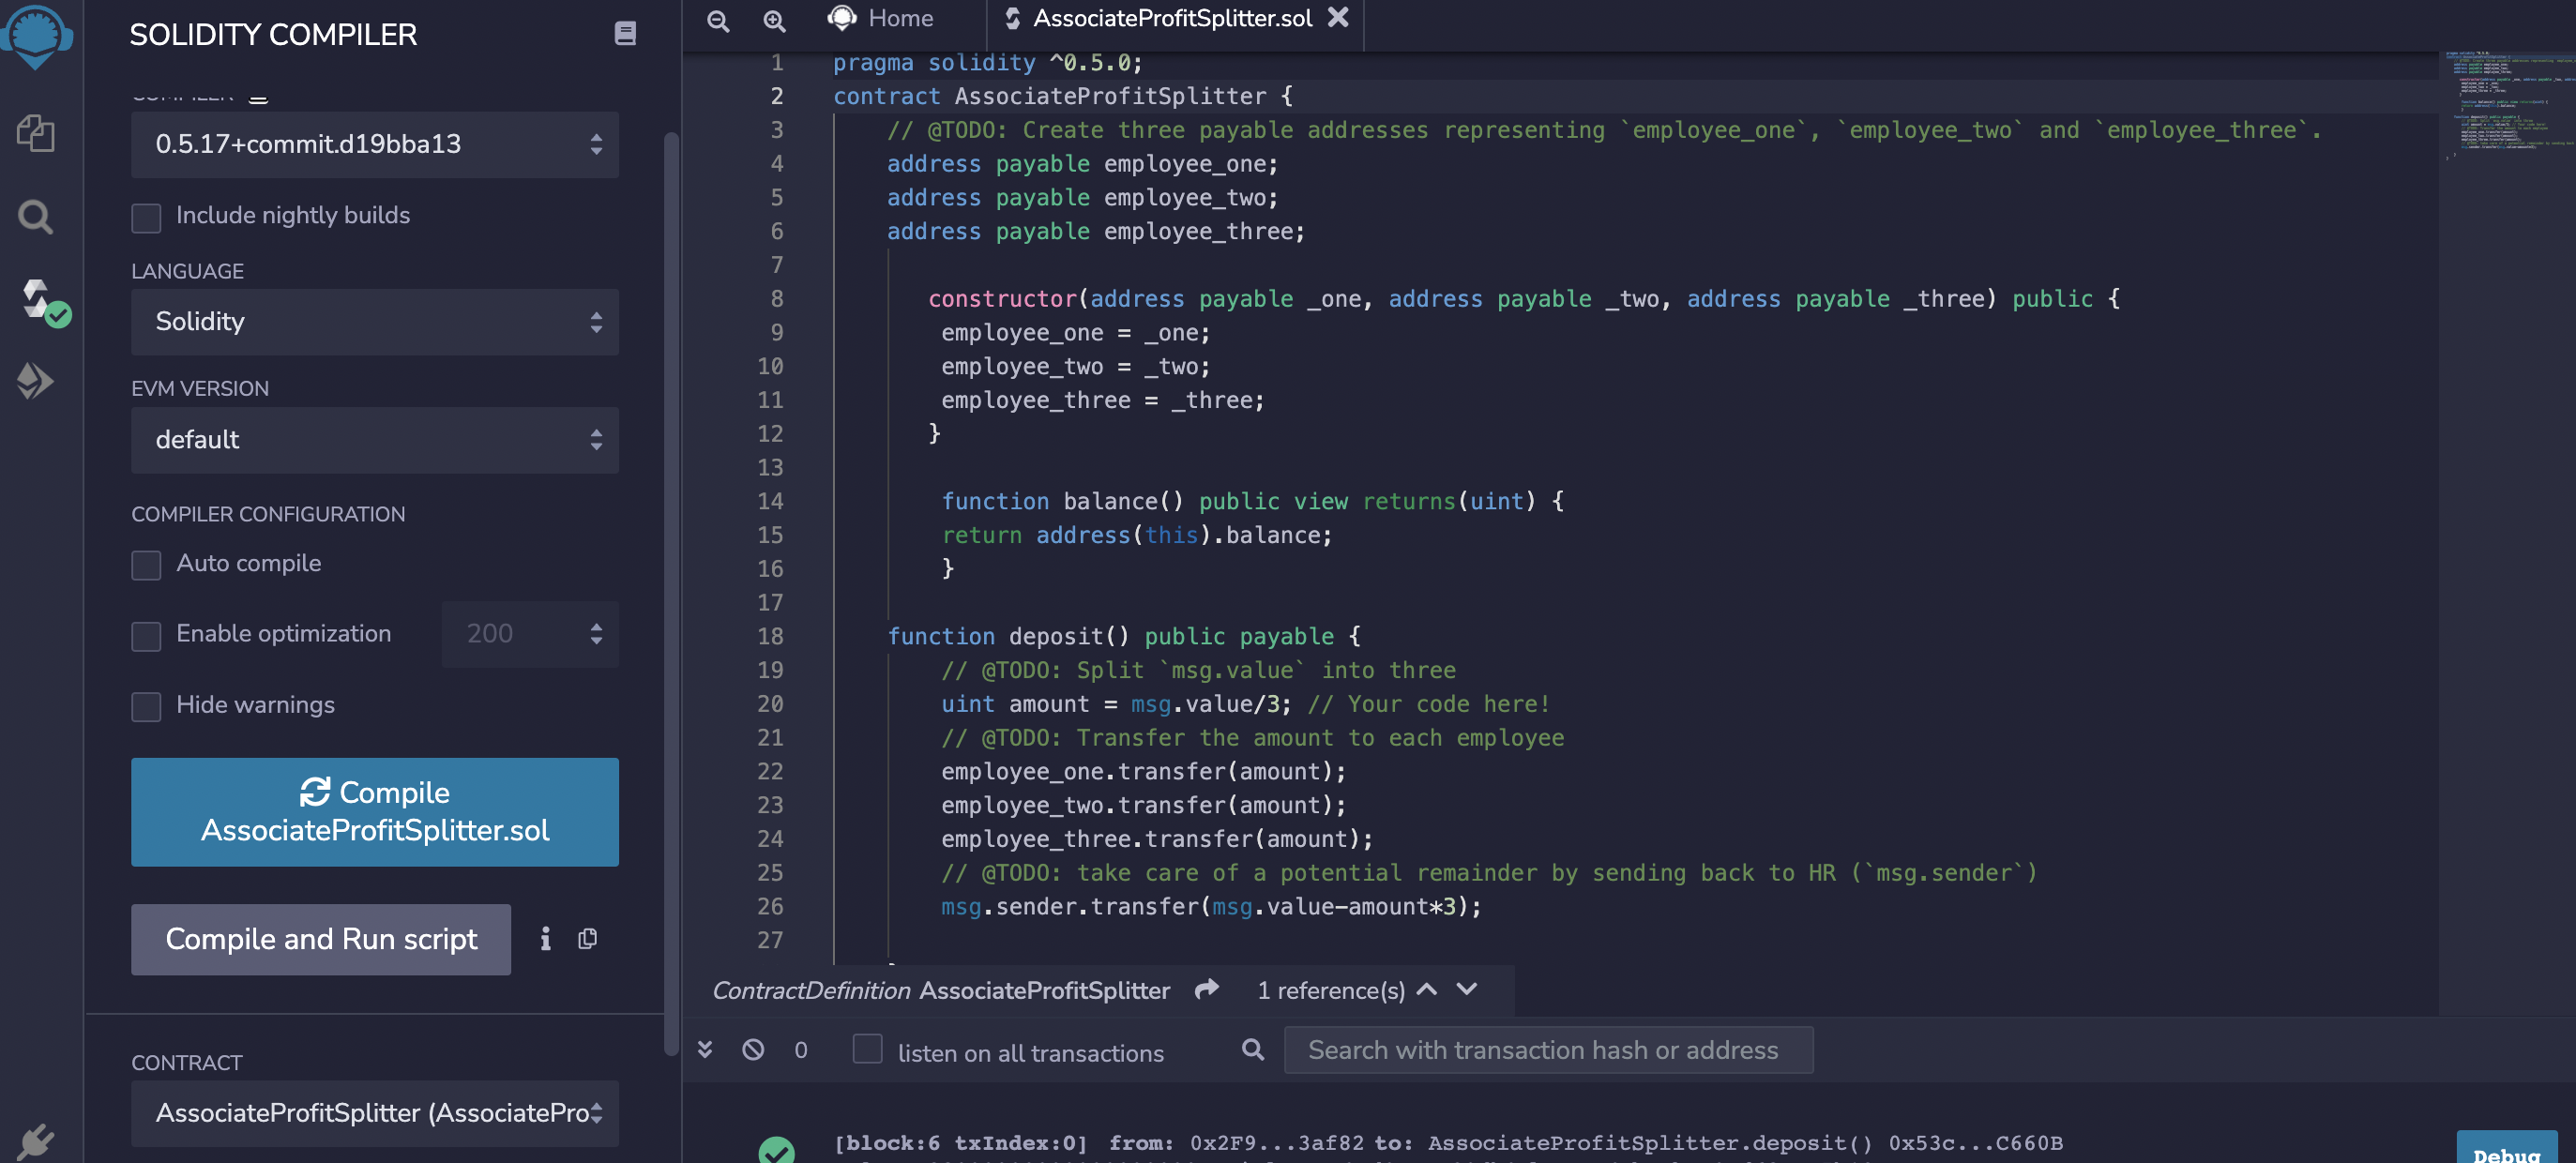 SOLIDITY COMPILER
COMPILER
0.5.17+commit.d19bba13
Include nightly builds
LANGUAGE
Solidity
EVM VERSION
default
COMPILER CONFIGURATION
Auto compile
Enable optimization
200
Hide warnings
Compile
AssociateProfitSplitter.sol
Compile and Run script
CONTRACT
AssociateProfitSplitter (AssociatePro
Home
AssociateProfitSplitter.sol
1 pragma solidity ^0.5.0;
2 contract AssociateProfitSplitter {
3 // @TODO: Create three payable addresses representing `employee_one`, `employee_two` and `employee_three`.
4 address payable employee_one;
5 address payable employee_two;
6 address payable employee_three;
7
8 constructor(address payable _one, address payable _two, address payable _three) public {
9 employee_one = _one;
10 employee_two = _two;
11 employee_three = _three;
12 }
13
14 function balance() public view returns(uint) {
15 return address(this).balance;
16 }
17
18 function deposit() public payable {
19 // @TODO: Split `msg.value` into three
20 uint amount = msg.value/3; // Your code here!
21 // @TODO: Transfer the amount to each employee
22 employee_one.transfer(amount);
23 employee_two.transfer(amount);
24 employee_three.transfer(amount);
25 // @TODO: take care of a potential remainder by sending back to HR (`msg.sender`)
26 msg.sender.transfer(msg.value-amount*3);
27
ContractDefinition AssociateProfitSplitter 1 reference(s)
0 listen on all transactions Search with transaction hash or address
[block:6 txIndex:0] from: 0x2F9...3af82 to: AssociateProfitSplitter.deposit() 0x53c...C660B
Debug